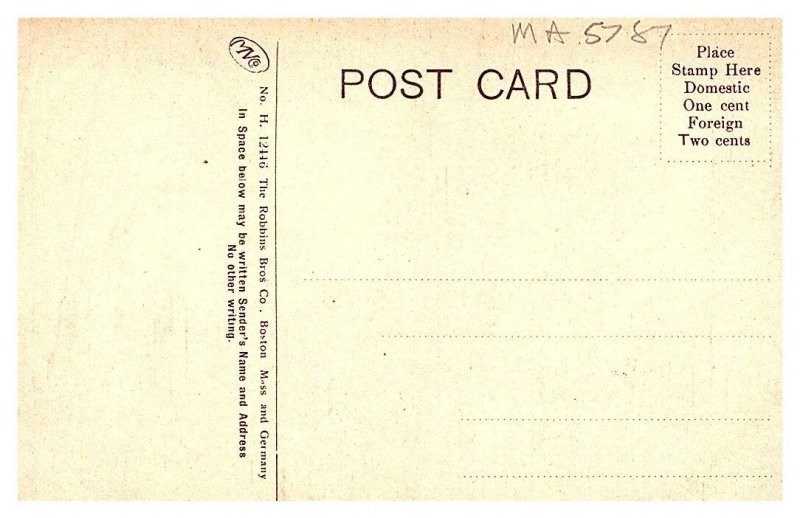 MA 5787
POST CARD
Place
Stamp Here
Domestic
One cent
Foreign
Two cents
MVC
No. H. 12446 The Robbins Bros Co., Boston Mass and Germany
In Space below may be written Sender's Name and Address
No other writing.